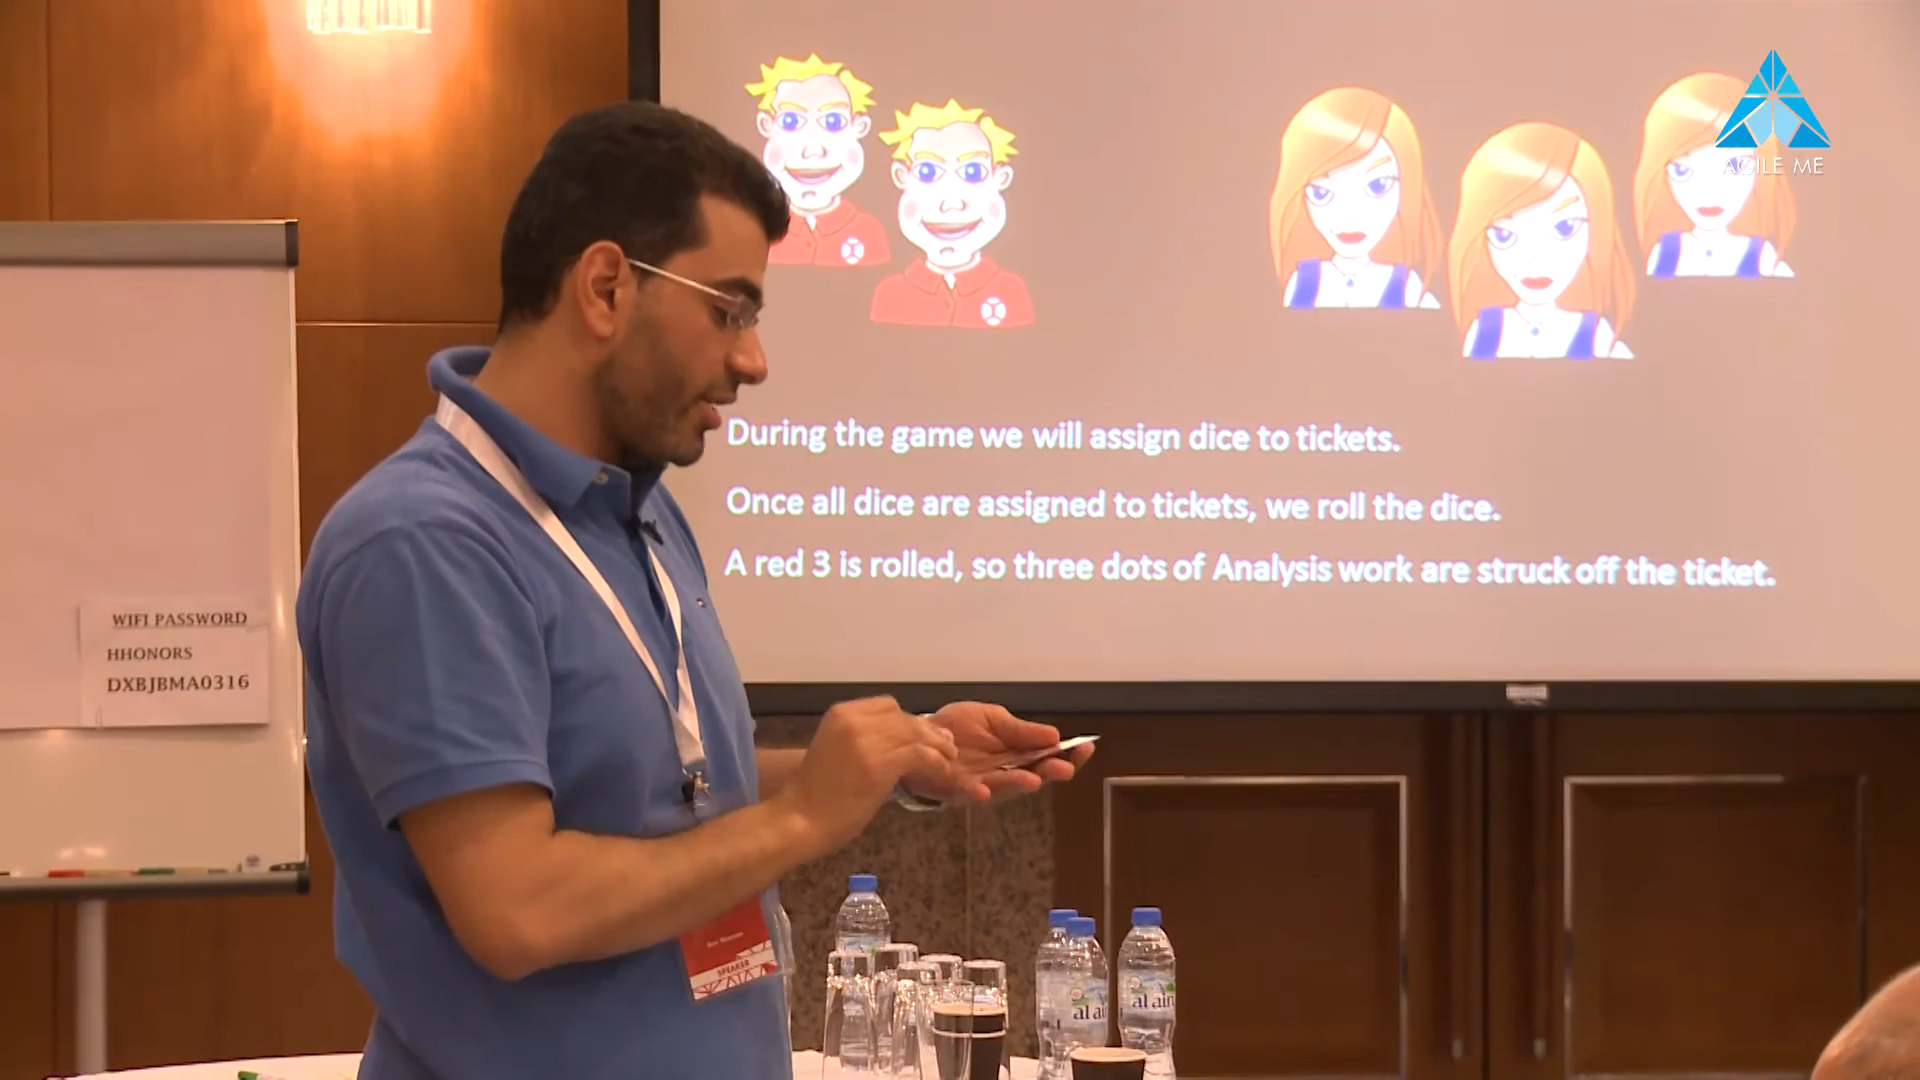 AGILE ME
During the game we will assign dice to tickets.
Once all dice are assigned to tickets, we roll the dice.
A red 3 is rolled, so three dots of Analysis work are struck off the ticket.
WIFI PASSWORD
HHONORS
DXBJBMA0316
SPEAKER
al ain
al ain